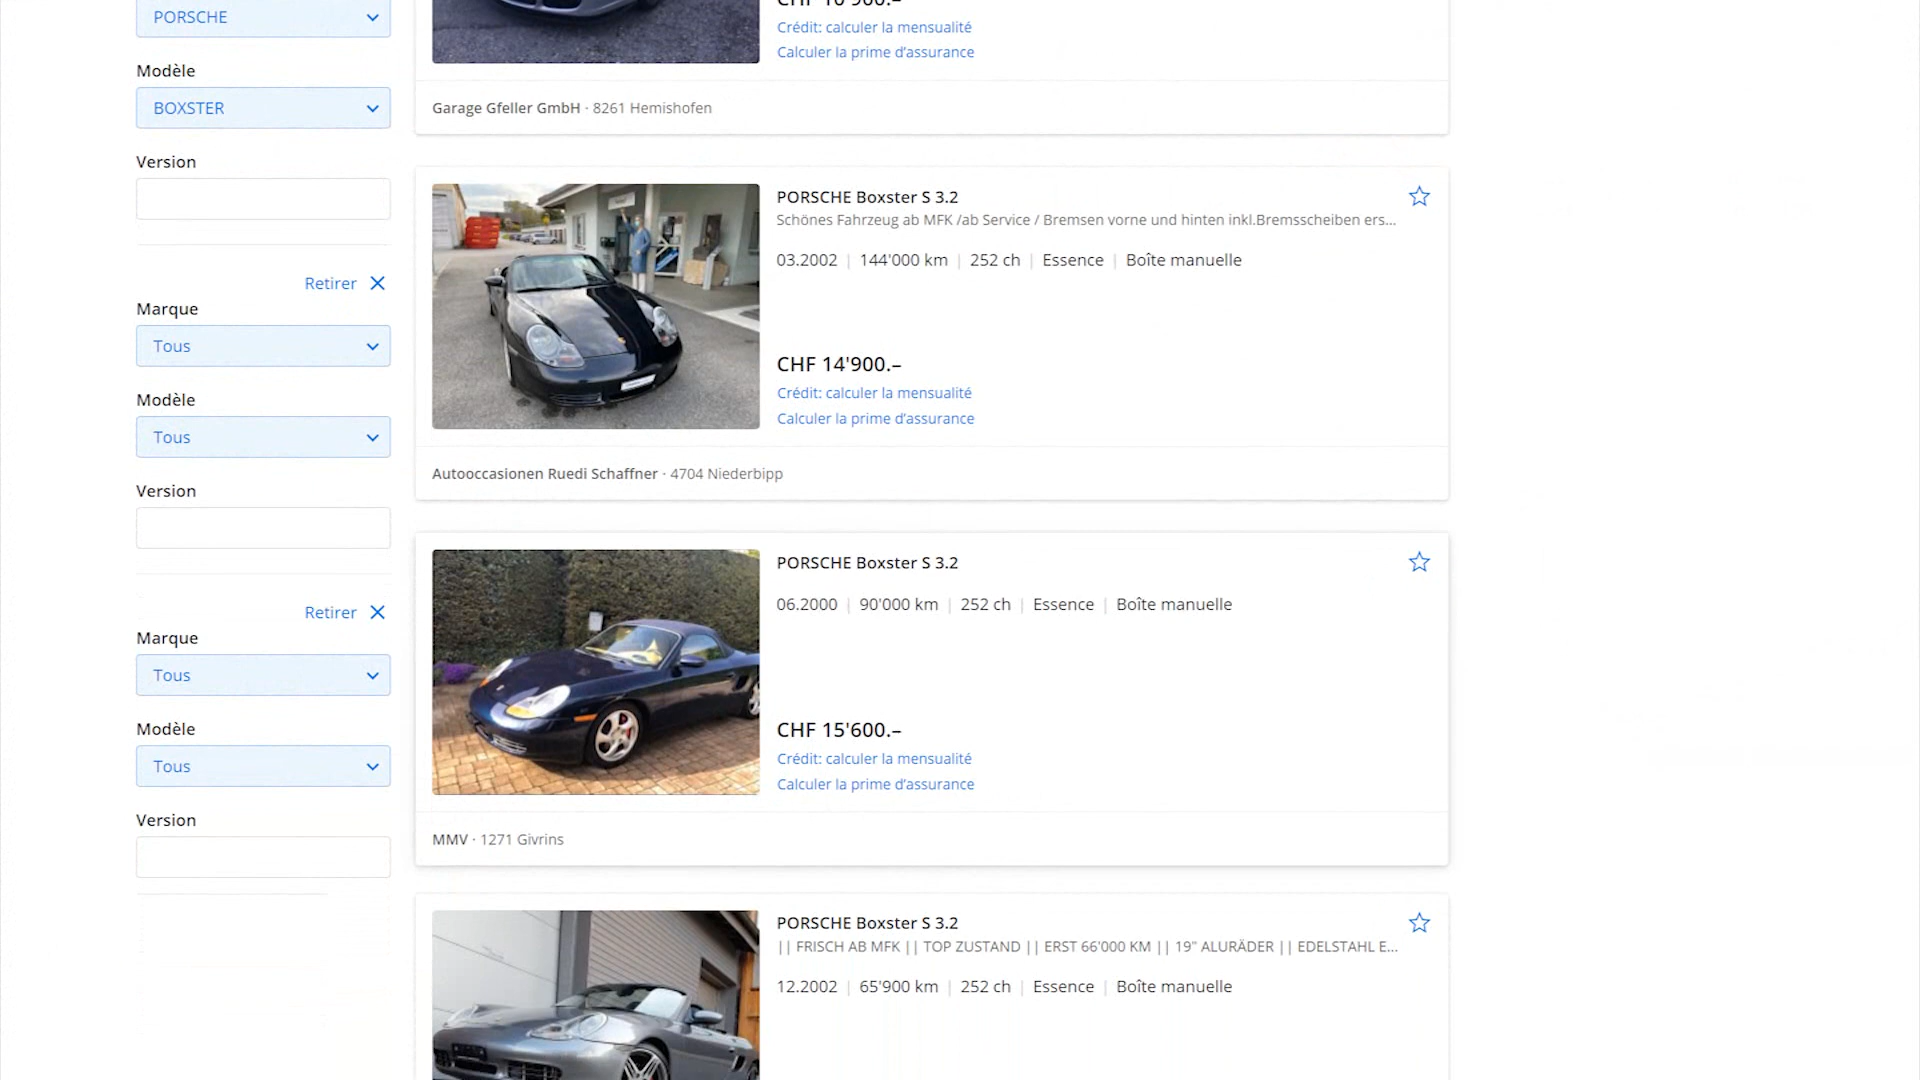 PORSCHE
Modèle
BOXSTER
Version
Retirer
Marque
Tous
Modèle
Tous
Version
Retirer
Marque
Tous
Modèle
Tous
Version
Crédit: calculer la mensualité
Calculer la prime d'assurance
Garage Gfeller GmbH · 8261 Hemishofen
PORSCHE Boxster S 3.2
Schönes Fahrzeug ab MFK /ab Service / Bremsen vorne und hinten inkl.Bremsscheiben ers...
03.2002 | 144'000 km | 252 ch | Essence | Boîte manuelle
CHF 14'900.–
Crédit: calculer la mensualité
Calculer la prime d'assurance
Autooccasionen Ruedi Schaffner · 4704 Niederbipp
PORSCHE Boxster S 3.2
06.2000 | 90'000 km | 252 ch | Essence | Boîte manuelle
CHF 15'600.–
Crédit: calculer la mensualité
Calculer la prime d'assurance
MMV · 1271 Givrins
PORSCHE Boxster S 3.2
|| FRISCH AB MFK || TOP ZUSTAND || ERST 66'000 KM || 19" ALURÄDER || EDELSTAHL E...
12.2002 | 65'900 km | 252 ch | Essence | Boîte manuelle